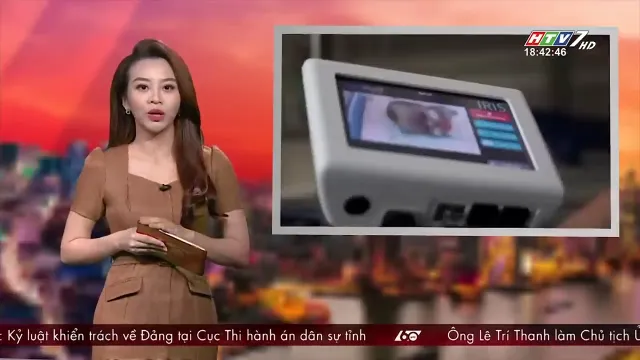 HTV7 HD
18:42:46
IRIS
c Kỷ luật khiển trách về Đảng tại Cục Thi hành án dân sự tỉnh 60 Ông Lê Trí Thanh làm Chủ tịch L